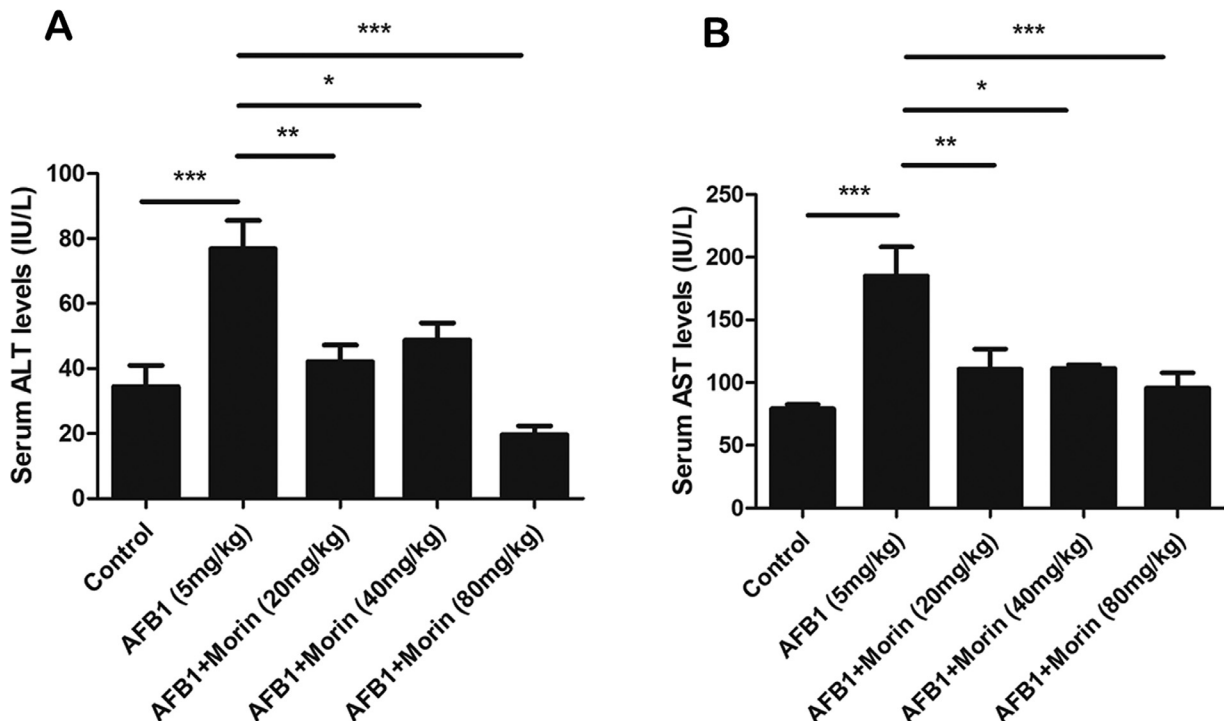 A
***
*
**
***
Serum ALT levels (IU/L)
100
80
60
40
20
0
Control
AFB1 (5mg/kg)
AFB1+Morin (20mg/kg)
AFB1+Morin (40mg/kg)
AFB1+Morin (80mg/kg)
B
***
*
**
***
Serum AST levels (IU/L)
250
200
150
100
50
0
Control
AFB1 (5mg/kg)
AFB1+Morin (20mg/kg)
AFB1+Morin (40mg/kg)
AFB1+Morin (80mg/kg)